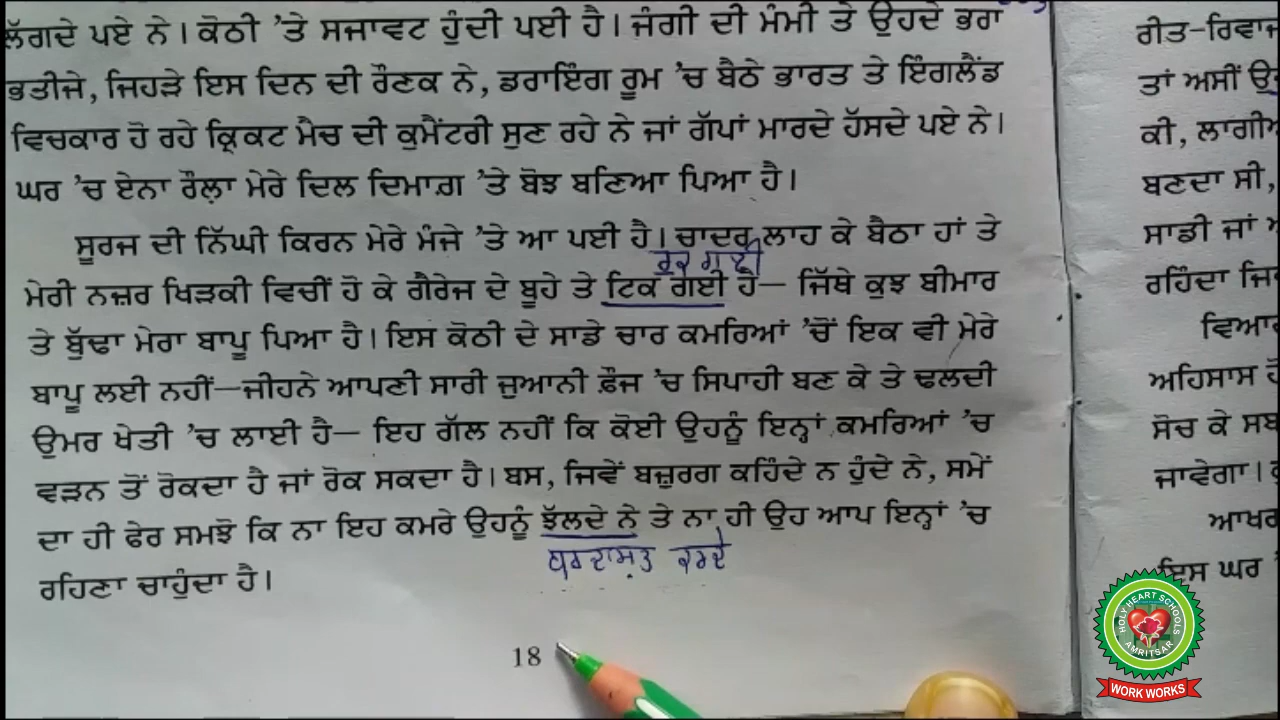 ਲੱਗਦੇ ਪਏ ਨੇ। ਕੋਠੀ ’ਤੇ ਸਜਾਵਟ ਹੁੰਦੀ ਪਈ ਹੈ। ਜੰਗੀ ਦੀ ਮੰਮੀ ਤੇ ਉਹਦੇ ਭਰਾ
ਭਤੀਜੇ, ਜਿਹੜੇ ਇਸ ਦਿਨ ਦੀ ਰੌਣਕ ਨੇ, ਡਰਾਇੰਗ ਰੂਮ ’ਚ ਬੈਠੇ ਭਾਰਤ ਤੇ ਇੰਗਲੈਂਡ
ਵਿਚਕਾਰ ਹੋ ਰਹੇ ਕ੍ਰਿਕਟ ਮੈਚ ਦੀ ਕੁਮੈਂਟਰੀ ਸੁਣ ਰਹੇ ਨੇ ਜਾਂ ਗੱਪਾਂ ਮਾਰਦੇ ਹੱਸਦੇ ਪਏ ਨੇ।
ਘਰ ’ਚ ਏਨਾ ਰੌਲ਼ਾ ਮੇਰੇ ਦਿਲ ਦਿਮਾਗ਼ ’ਤੇ ਬੋਝ ਬਣਿਆ ਪਿਆ ਹੈ।
ਸੂਰਜ ਦੀ ਨਿੱਘੀ ਕਿਰਨ ਮੇਰੇ ਮੰਜੇ ’ਤੇ ਆ ਪਈ ਹੈ। ਚਾਦਰ ਲਾਹ ਕੇ ਬੈਠਾ ਹਾਂ ਤੇ
ਰੁਕ ਗਈ
ਮੇਰੀ ਨਜ਼ਰ ਖਿੜਕੀ ਵਿਚੀਂ ਹੋ ਕੇ ਗੈਰੇਜ ਦੇ ਬੂਹੇ ਤੇ ਟਿਕ ਗਈ ਹੈ— ਜਿੱਥੇ ਕੁਝ ਬੀਮਾਰ
ਤੇ ਬੁੱਢਾ ਮੇਰਾ ਬਾਪੂ ਪਿਆ ਹੈ। ਇਸ ਕੋਠੀ ਦੇ ਸਾਡੇ ਚਾਰ ਕਮਰਿਆਂ ’ਚੋਂ ਇਕ ਵੀ ਮੇਰੇ
ਬਾਪੂ ਲਈ ਨਹੀਂ—ਜੀਹਨੇ ਆਪਣੀ ਸਾਰੀ ਜੁਆਨੀ ਫ਼ੌਜ ’ਚ ਸਿਪਾਹੀ ਬਣ ਕੇ ਤੇ ਢਲਦੀ
ਉਮਰ ਖੇਤੀ ’ਚ ਲਾਈ ਹੈ— ਇਹ ਗੱਲ ਨਹੀਂ ਕਿ ਕੋਈ ਉਹਨੂੰ ਇਨ੍ਹਾਂ ਕਮਰਿਆਂ ’ਚ
ਵੜਨ ਤੋਂ ਰੋਕਦਾ ਹੈ ਜਾਂ ਰੋਕ ਸਕਦਾ ਹੈ। ਬਸ, ਜਿਵੇਂ ਬਜ਼ੁਰਗ ਕਹਿੰਦੇ ਨ ਹੁੰਦੇ ਨੇ, ਸਮੇਂ
ਦਾ ਹੀ ਫੇਰ ਸਮਝੋ ਕਿ ਨਾ ਇਹ ਕਮਰੇ ਉਹਨੂੰ ਝੱਲਦੇ ਨੇ ਤੇ ਨਾ ਹੀ ਉਹ ਆਪ ਇਨ੍ਹਾਂ ’ਚ
ਬਰਦਾਸ਼ਤ ਕਰਦੇ
ਰਹਿਣਾ ਚਾਹੁੰਦਾ ਹੈ।
18
ਰੀਤ-ਰਿਵਾਜ
ਤਾਂ ਅਸੀਂ
ਕੀ,
ਬਣਦਾ ਸੀ,
ਸਾਡੀ ਜਾਂ
ਰਹਿੰਦਾ
ਅਹਿਸਾਸ
ਸੋਚ ਕੇ
ਜਾਵੇਗਾ।
ਇਸ ਘਰ
HOLY HEART SCHOOLS
AMRITSAR
WORK WORKS